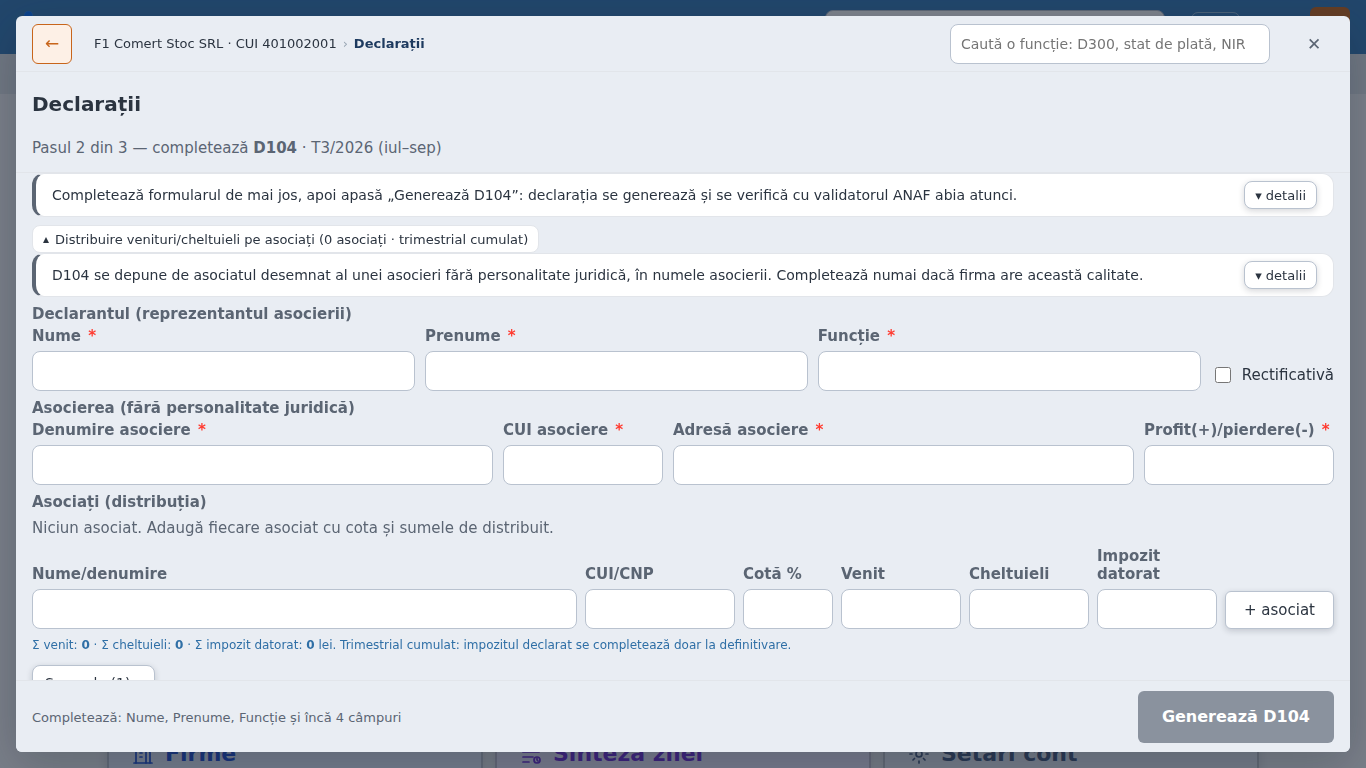 ←
F1 Comert Stoc SRL · CUI 401002001 › Declarații
Caută o funcție: D300, stat de plată, NIR
✕
Declarații
Pasul 2 din 3 — completează D104 · T3/2026 (iul–sep)
Completează formularul de mai jos, apoi apasă „Generează D104”: declarația se generează și se verifică cu validatorul ANAF abia atunci.
▾ detalii
▴ Distribuire venituri/cheltuieli pe asociați (0 asociați · trimestrial cumulat)
D104 se depune de asociatul desemnat al unei asocieri fără personalitate juridică, în numele asocierii. Completează numai dacă firma are această calitate.
▾ detalii
Declarantul (reprezentantul asocierii)
Nume *
Prenume *
Funcție *
Rectificativă
Asocierea (fără personalitate juridică)
Denumire asociere *
CUI asociere *
Adresă asociere *
Profit(+)/pierdere(-) *
Asociați (distribuția)
Niciun asociat. Adaugă fiecare asociat cu cota și sumele de distribuit.
Nume/denumire
CUI/CNP
Cotă %
Venit
Cheltuieli
Impozit
datorat
+ asociat
Σ venit: 0 · Σ cheltuieli: 0 · Σ impozit datorat: 0 lei. Trimestrial cumulat: impozitul declarat se completează doar la definitivare.
Completează: Nume, Prenume, Funcție și încă 4 câmpuri
Generează D104
Firme
Sinteza zilei
Setări cont